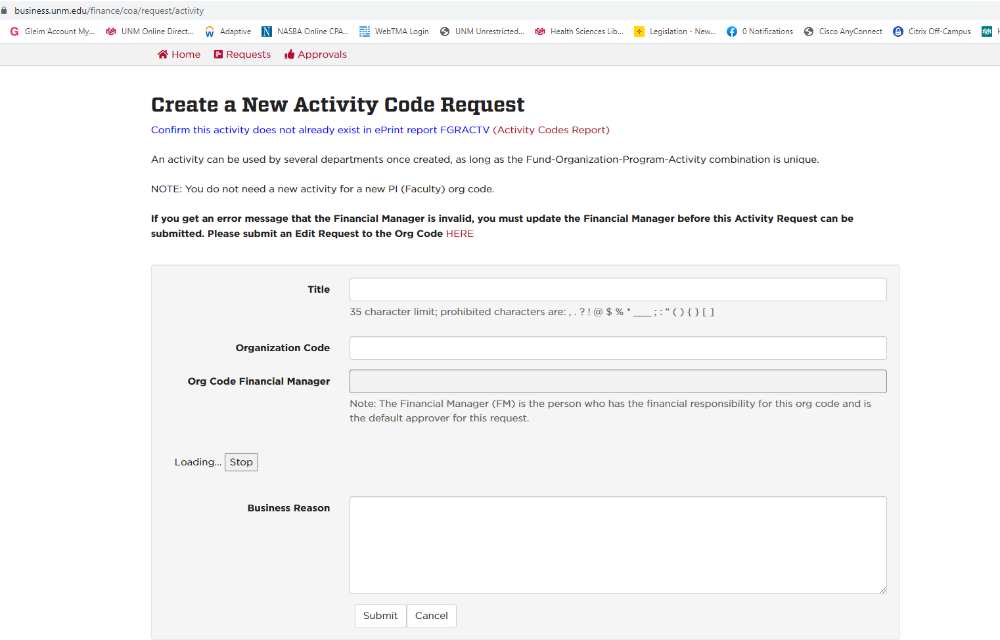 business.unm.edu/finance/coa/request/activity
Gleim Account My... UNM Online Direct... Adaptive NASBA Online CPA... WebTMA Login UNM Unrestricted... Health Sciences Lib... Legislation - New... 0 Notifications Cisco AnyConnect Citrix Off-Campus
Home Requests Approvals
Create a New Activity Code Request
Confirm this activity does not already exist in ePrint report FGRACTV (Activity Codes Report)
An activity can be used by several departments once created, as long as the Fund-Organization-Program-Activity combination is unique.
NOTE: You do not need a new activity for a new PI (Faculty) org code.
If you get an error message that the Financial Manager is invalid, you must update the Financial Manager before this Activity Request can be
submitted. Please submit an Edit Request to the Org Code HERE
Title
35 character limit; prohibited characters are: , . ? ! @ $ % * ___ ; : “ ( ) { } [ ]
Organization Code
Org Code Financial Manager
Note: The Financial Manager (FM) is the person who has the financial responsibility for this org code and is
the default approver for this request.
Loading... Stop
Business Reason
Submit Cancel